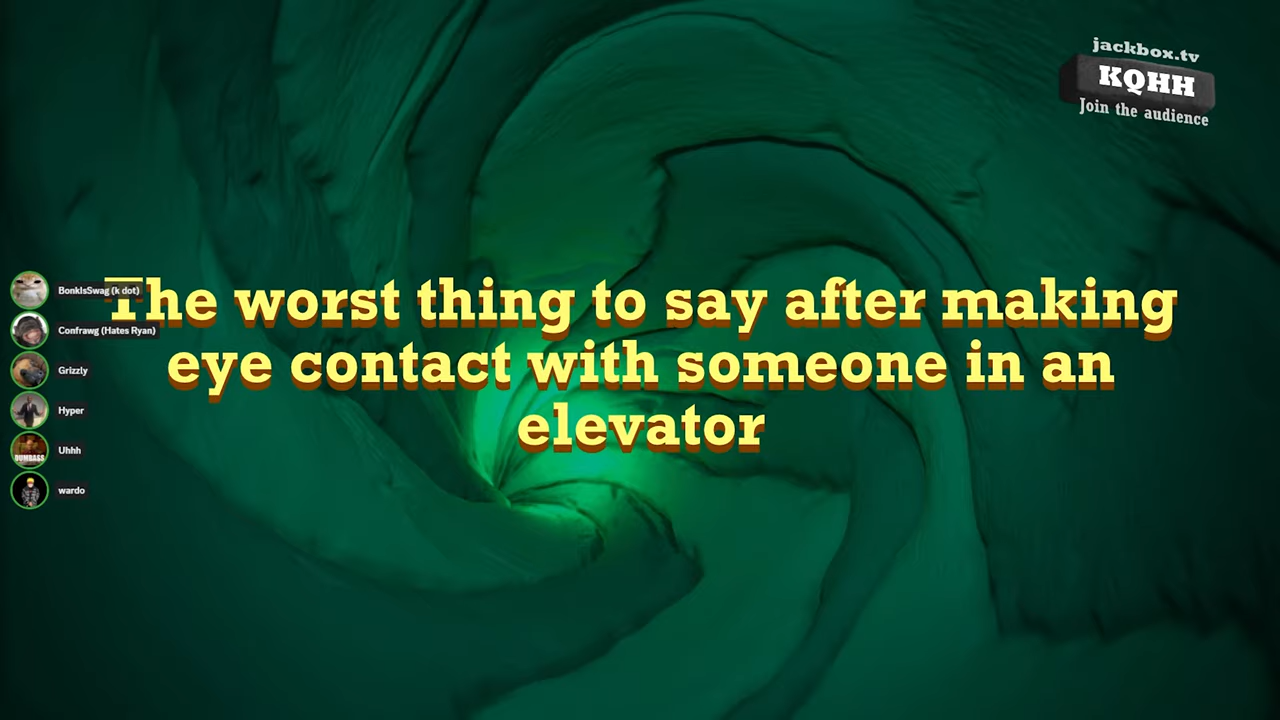 jackbox.tv
KQHH
Join the audience
The worst thing to say after making
eye contact with someone in an
elevator
BonkIsSwag (k dot)
Confrawg (Hates Ryan)
Grizzly
Hyper
Uhhh
DUMBASS
wardo